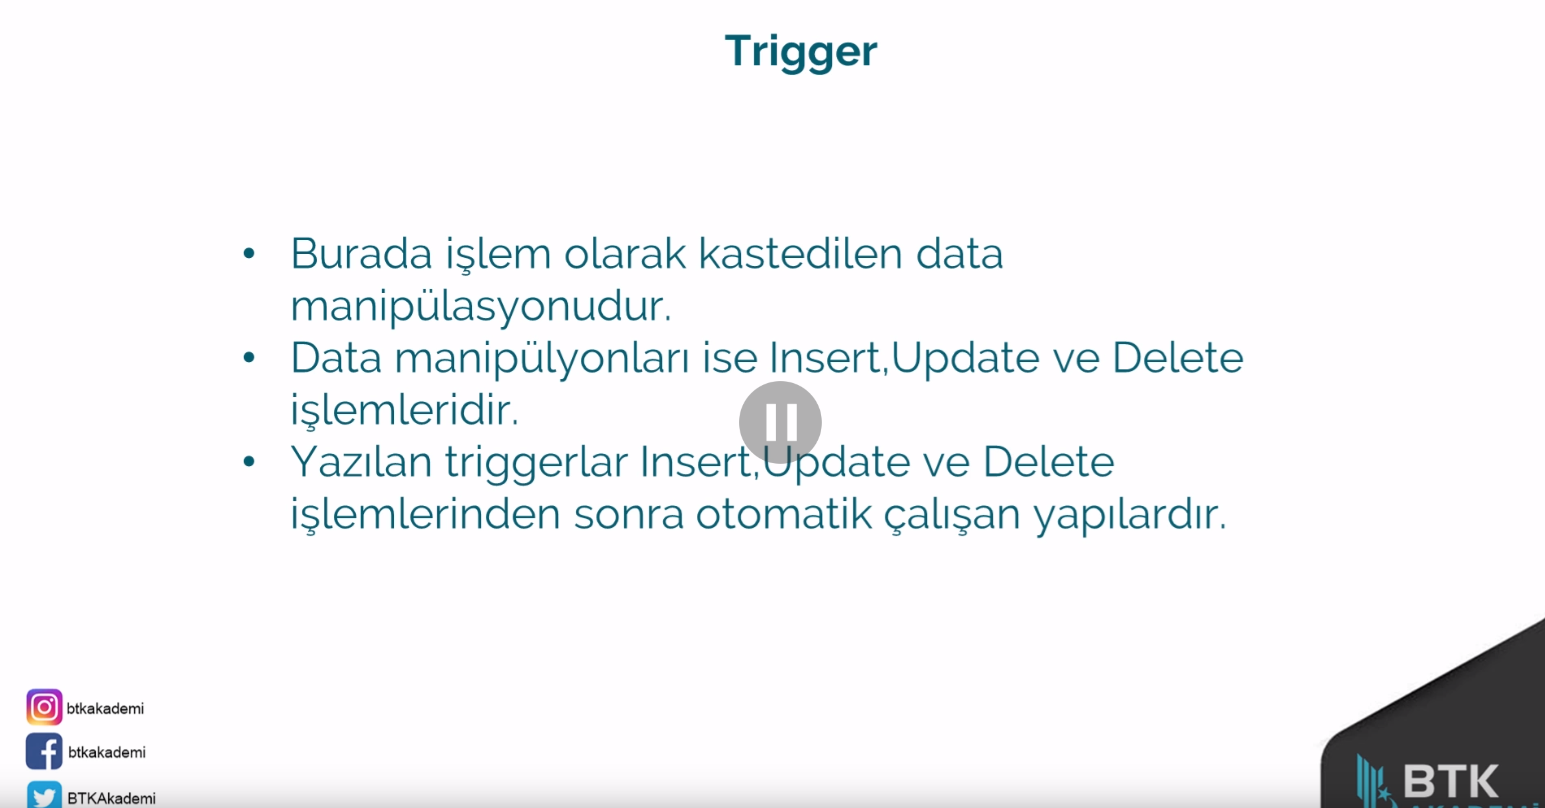 Trigger
• Burada işlem olarak kastedilen data
manipülasyonudur.
• Data manipülyonları ise Insert,Update ve Delete
işlemleridir.
• Yazılan triggerlar Insert,Update ve Delete
işlemlerinden sonra otomatik çalışan yapılardır.
btkakademi
btkakademi
BTKAkademi
BTK
AKADEMİ